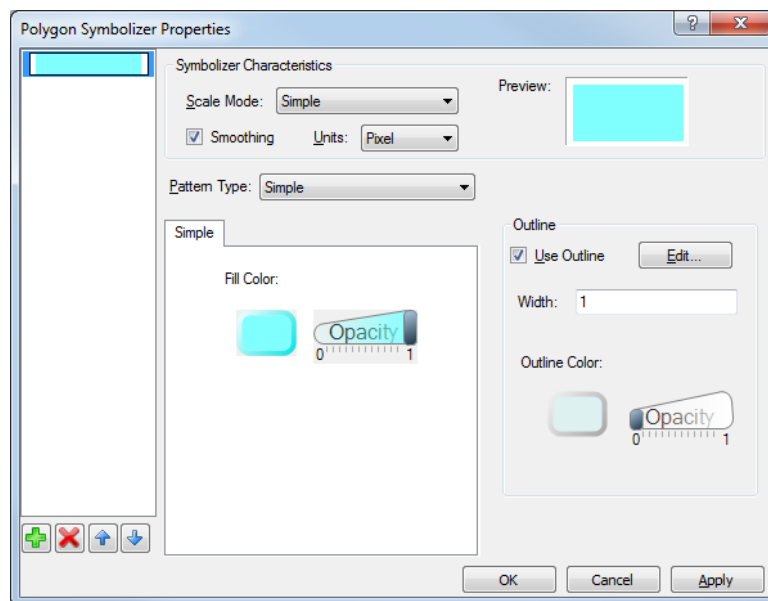 Polygon Symbolizer Properties
?
X
Symbolizer Characteristics
Scale Mode: Simple
Preview:
Smoothing Units: Pixel
Pattern Type: Simple
Simple
Fill Color:
Opacity
0 1
Outline
Use Outline Edit...
Width: 1
Outline Color:
Opacity
0 1
OK Cancel Apply